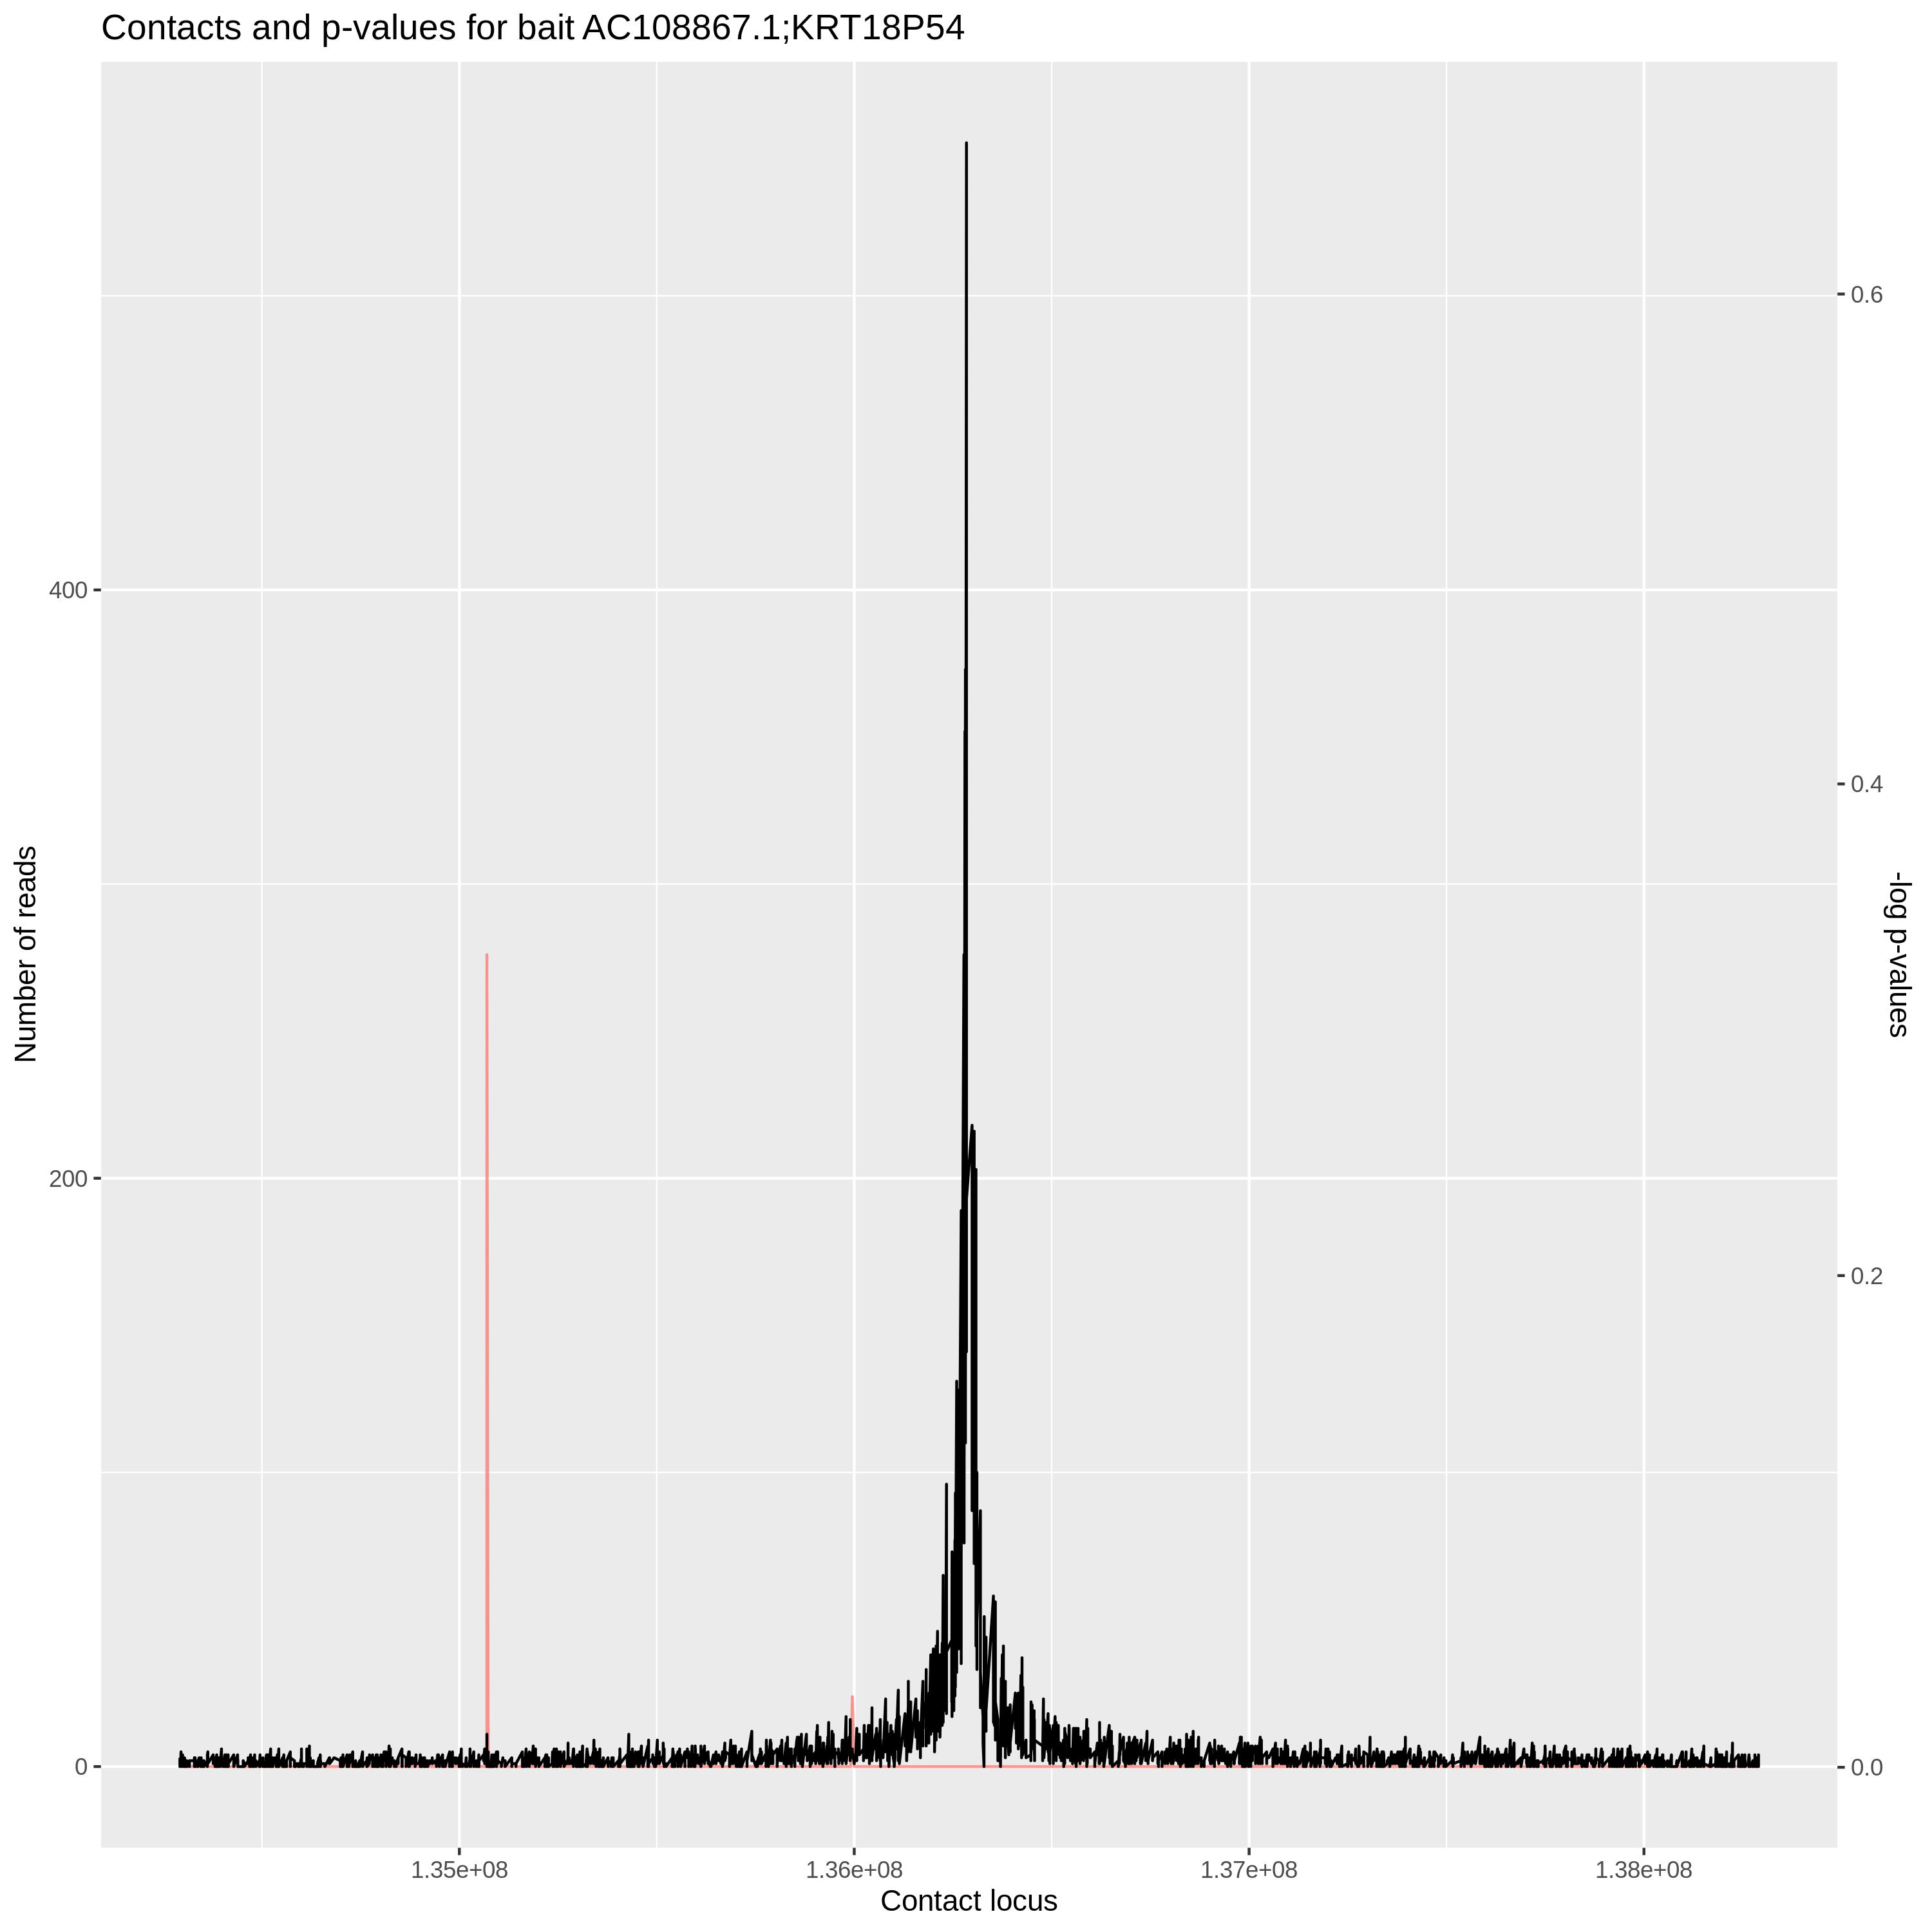 Contacts and p-values for bait AC108867.1;KRT18P54
Number of reads
400
200
0
0.6
0.4
0.2
0.0
-log p-values
1.35e+08
1.36e+08
1.37e+08
1.38e+08
Contact locus